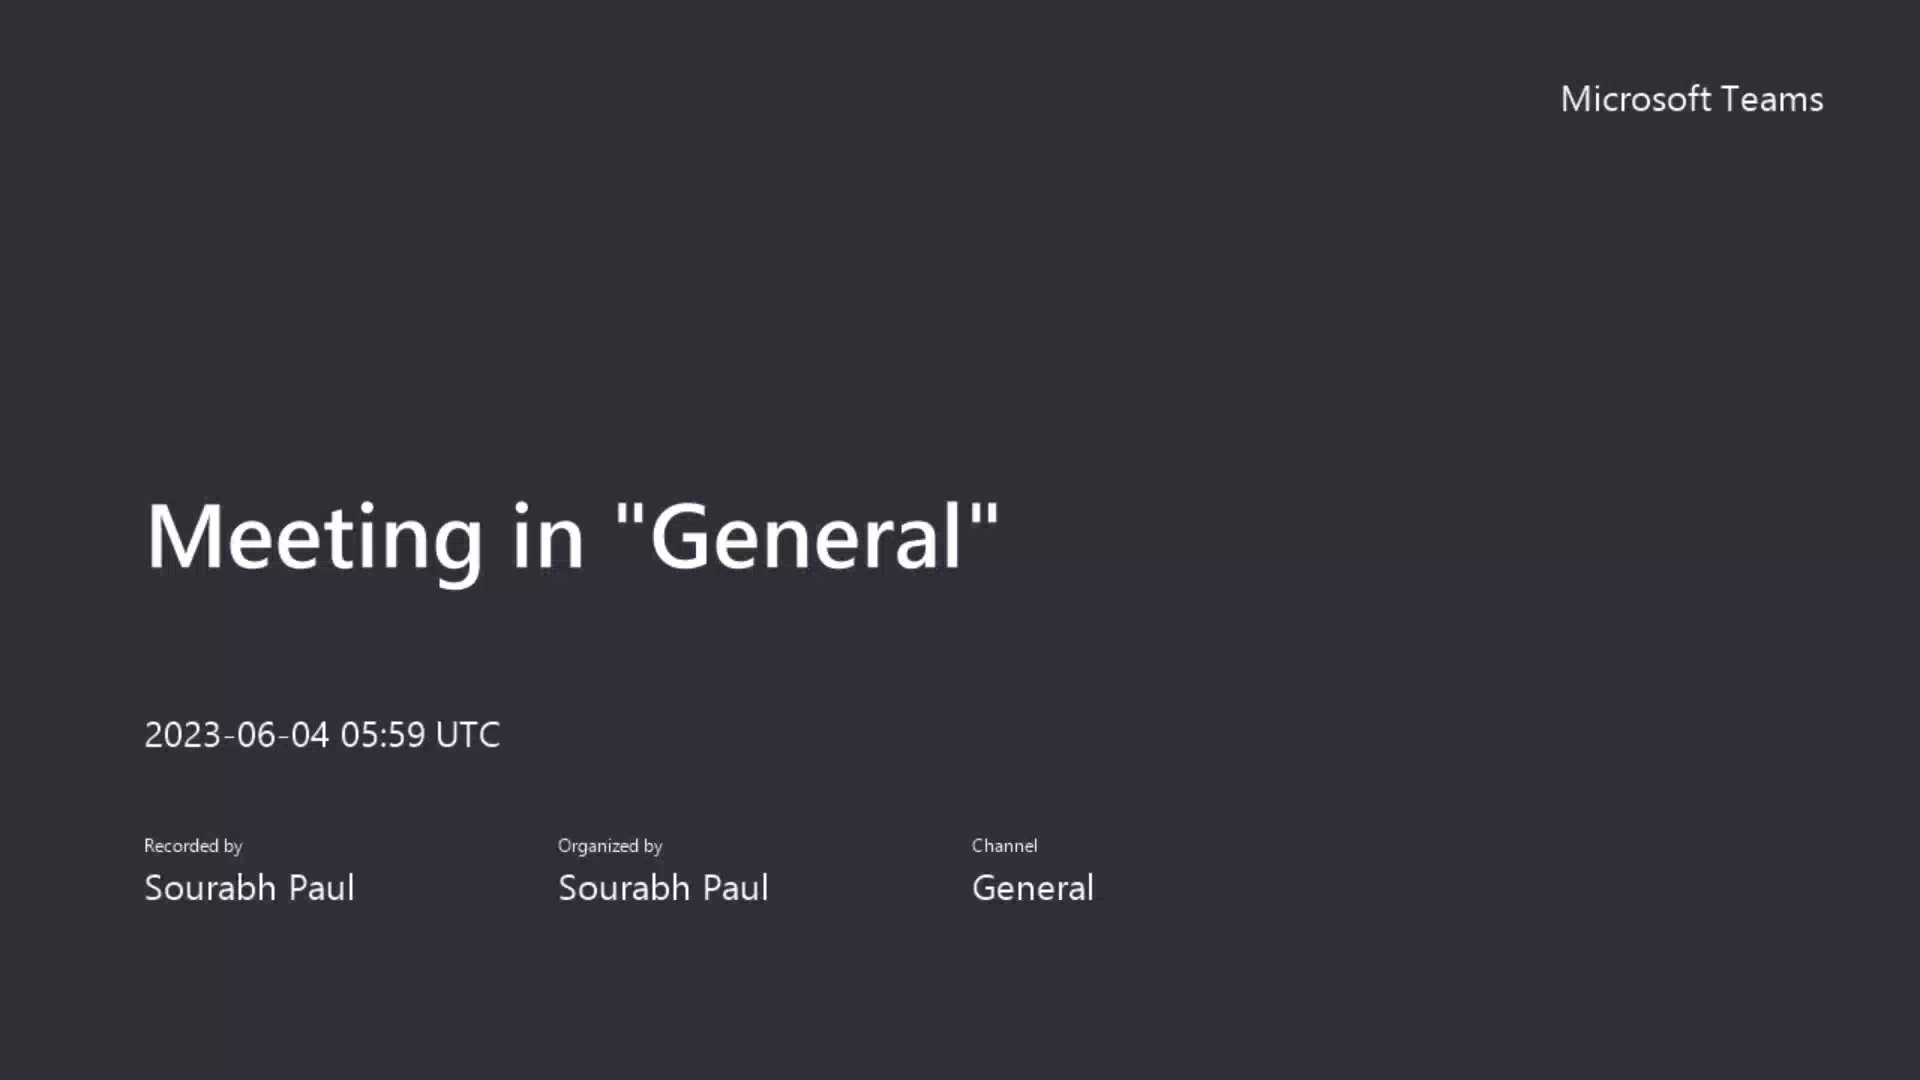 Microsoft Teams
Meeting in "General"
2023-06-04 05:59 UTC
Recorded by
Sourabh Paul
Organized by
Sourabh Paul
Channel
General